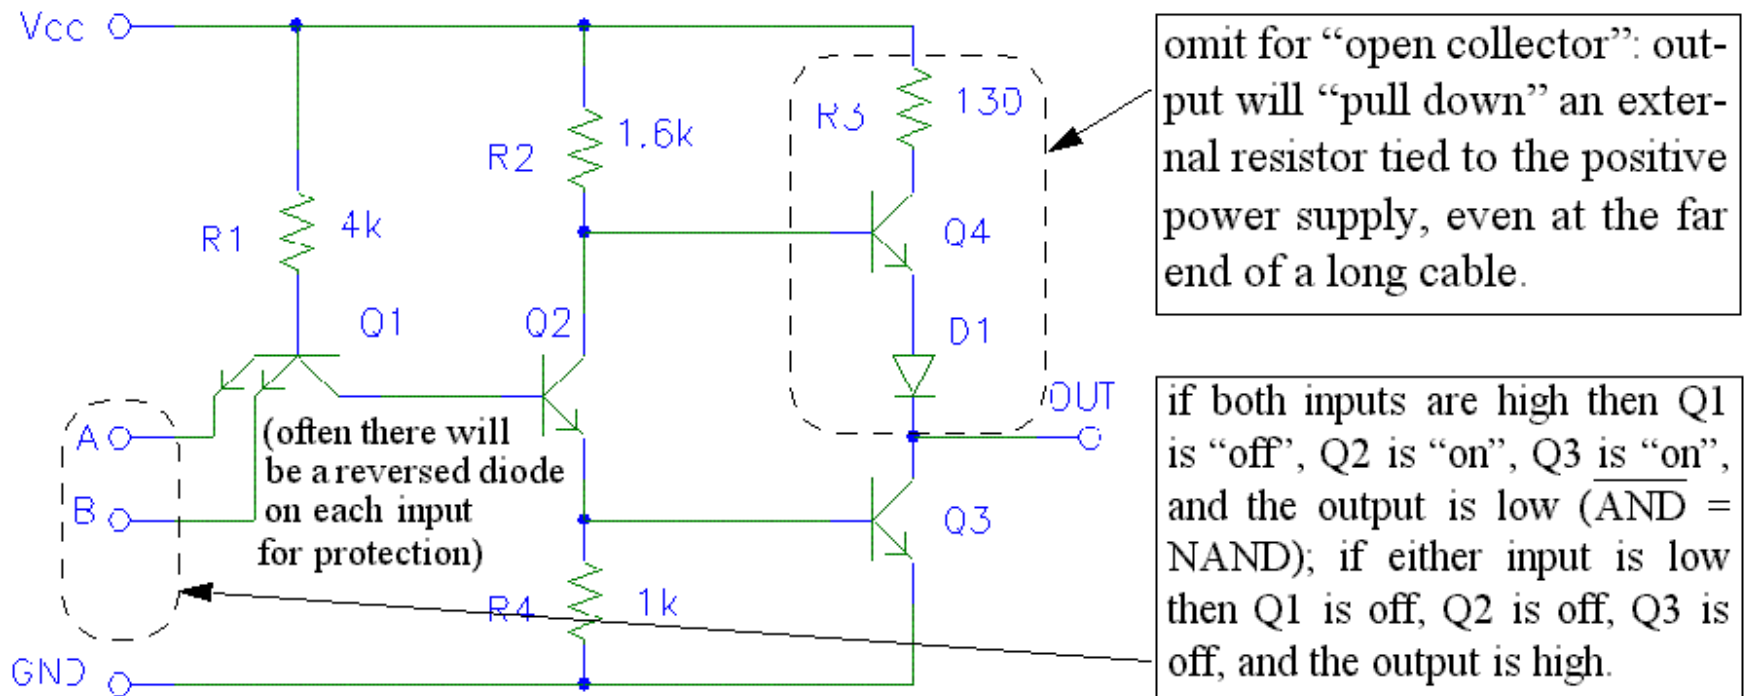 Vcc
R1
4k
R2
1.6k
R3
130
Q4
D1
Q1
Q2
OUT
A
B
(often there will
be a reversed diode
on each input
for protection)
Q3
R4
1k
GND
omit for “open collector”: out-
put will “pull down” an exter-
nal resistor tied to the positive
power supply, even at the far
end of a long cable.
if both inputs are high then Q1
is “off”, Q2 is “on”, Q3 is “on”,
and the output is low (A̅N̅D̅ =
NAND); if either input is low
then Q1 is off, Q2 is off, Q3 is
off, and the output is high.